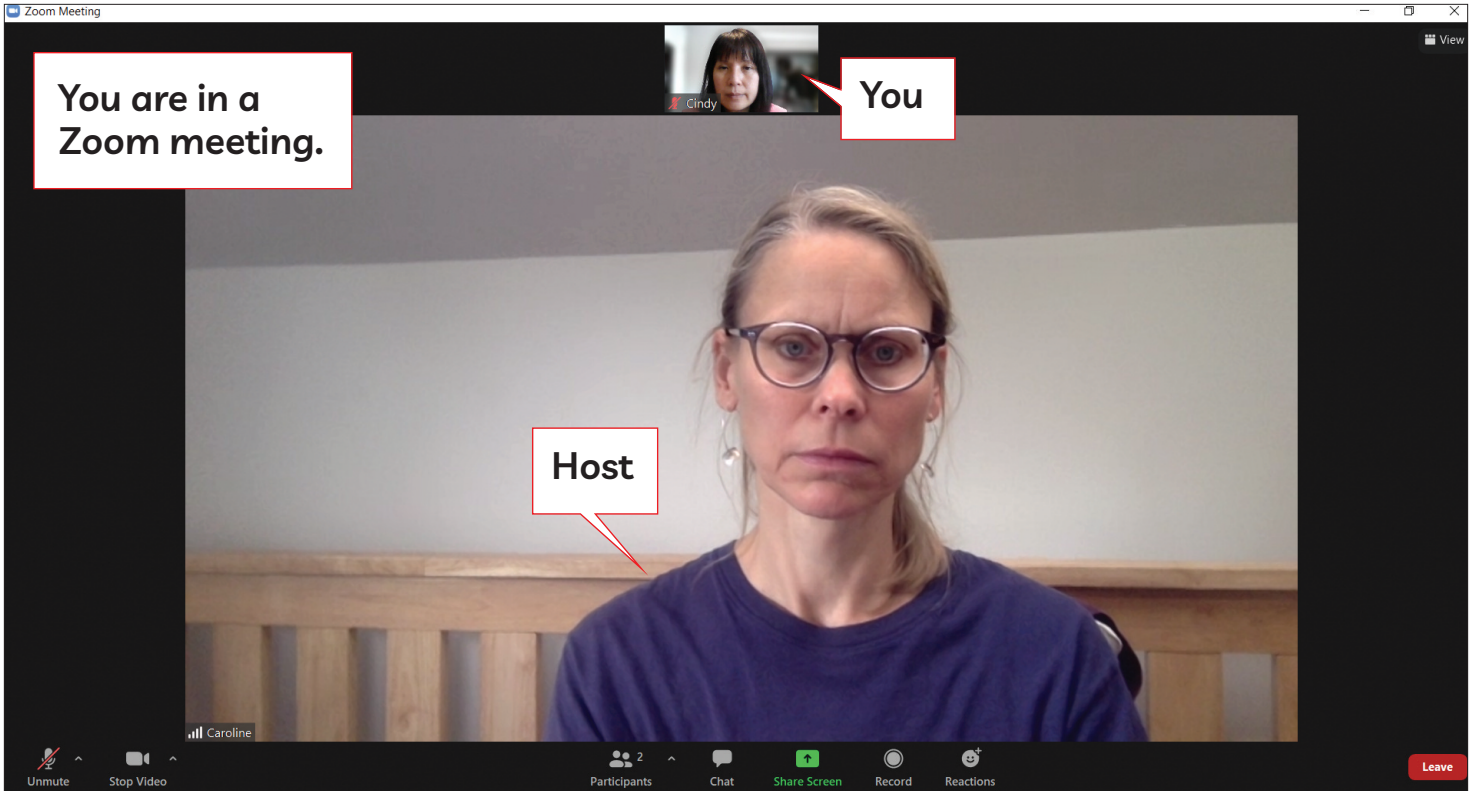 Zoom Meeting
View
You are in a
Zoom meeting.
Cindy
You
Host
Caroline
2
Unmute
Stop Video
Participants
Chat
Share Screen
Record
Reactions
Leave